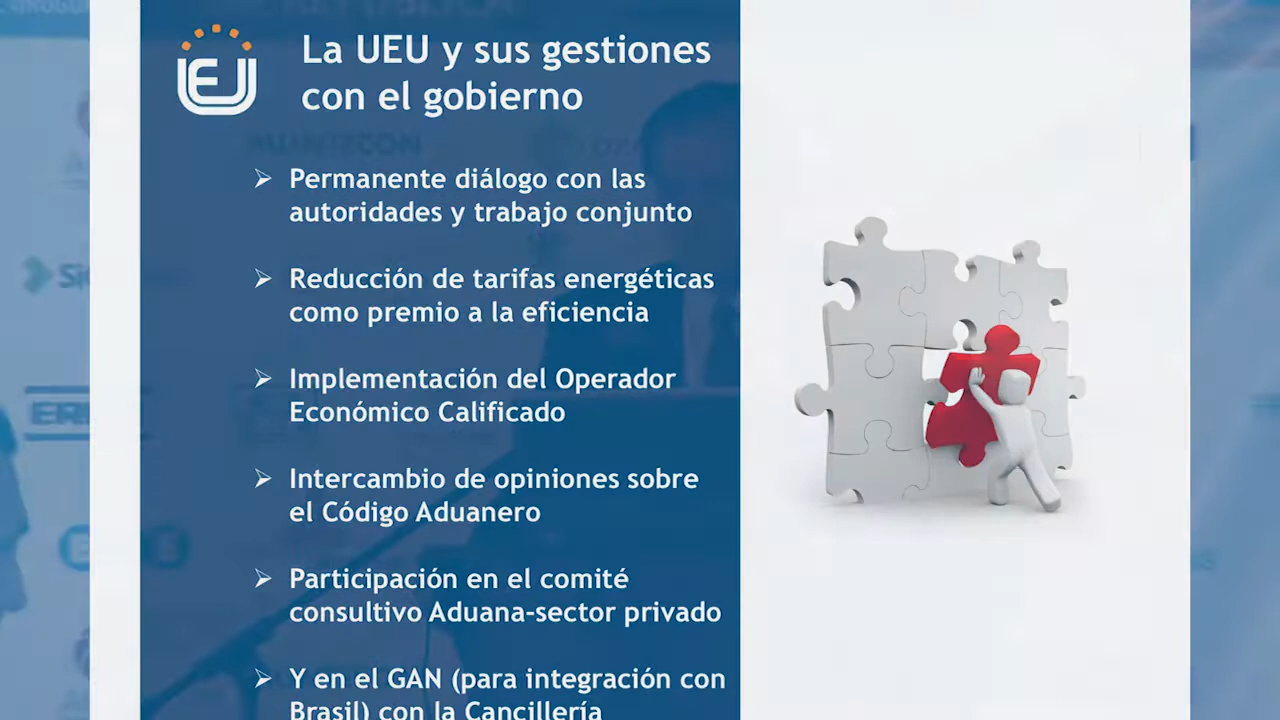 La UEU y sus gestiones
con el gobierno
Permanente diálogo con las
autoridades y trabajo conjunto
Reducción de tarifas energéticas
como premio a la eficiencia
Implementación del Operador
Económico Calificado
Intercambio de opiniones sobre
el Código Aduanero
Participación en el comité
consultivo Aduana-sector privado
Y en el GAN (para integración con
Brasil) con la Cancillería